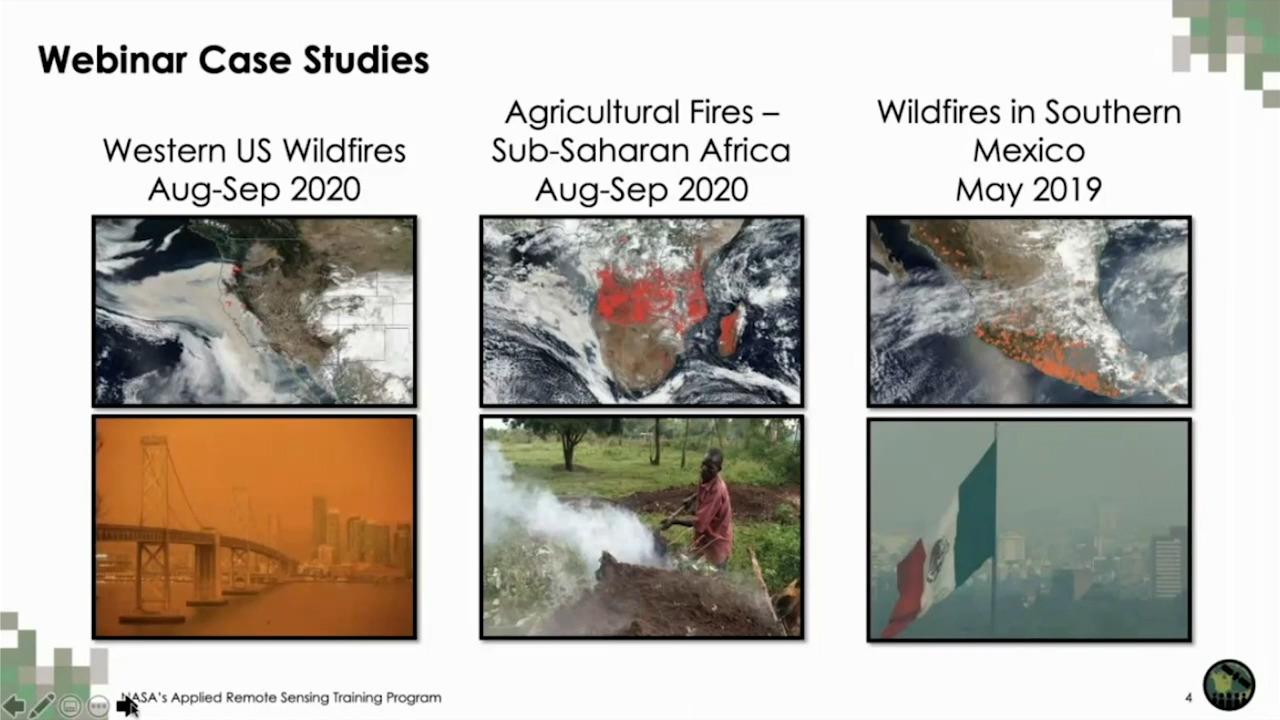 Webinar Case Studies
Western US Wildfires
Aug-Sep 2020
Agricultural Fires –
Sub-Saharan Africa
Aug-Sep 2020
Wildfires in Southern
Mexico
May 2019
NASA's Applied Remote Sensing Training Program
4